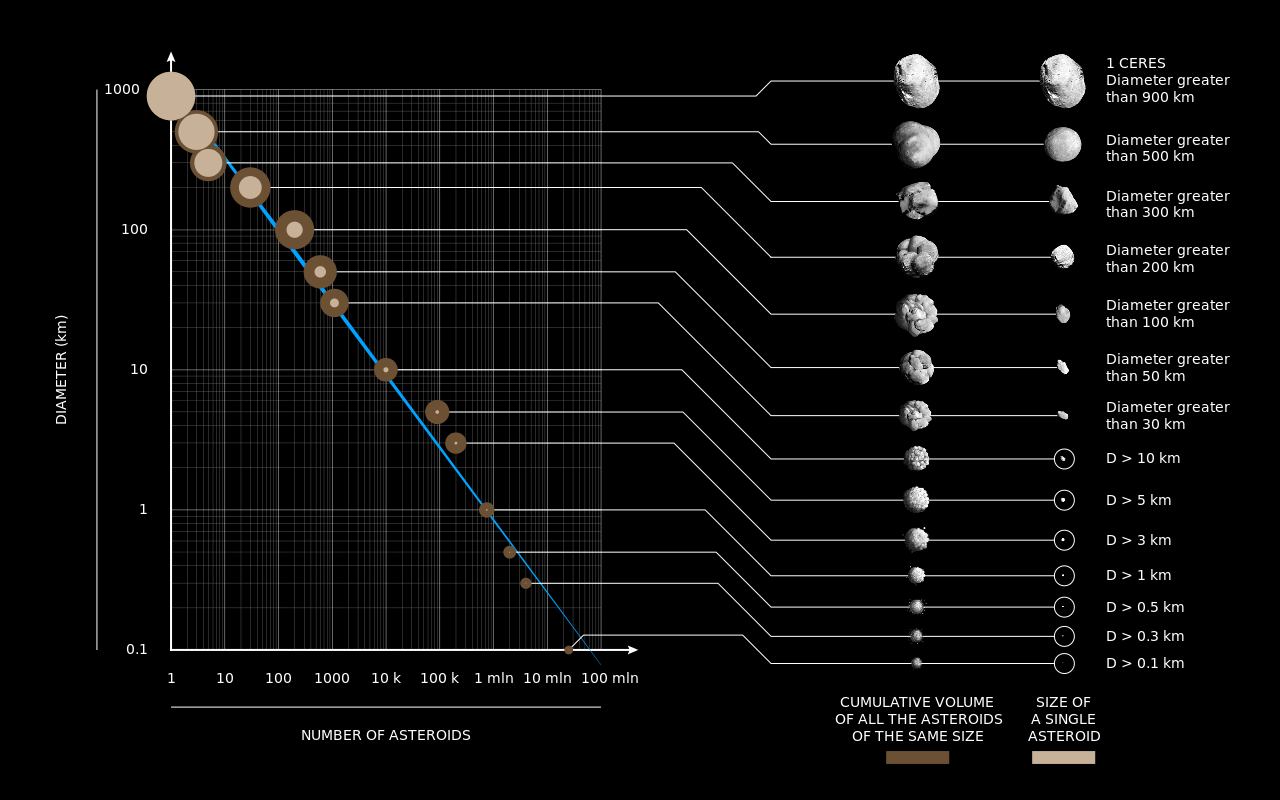 1000
100
10
1
0.1
DIAMETER (km)
1 10 100 1000 10 k 100 k 1 mln 10 mln 100 mln
NUMBER OF ASTEROIDS
1 CERES
Diameter greater
than 900 km
Diameter greater
than 500 km
Diameter greater
than 300 km
Diameter greater
than 200 km
Diameter greater
than 100 km
Diameter greater
than 50 km
Diameter greater
than 30 km
D > 10 km
D > 5 km
D > 3 km
D > 1 km
D > 0.5 km
D > 0.3 km
D > 0.1 km
CUMULATIVE VOLUME
OF ALL THE ASTEROIDS
OF THE SAME SIZE
SIZE OF
A SINGLE
ASTEROID